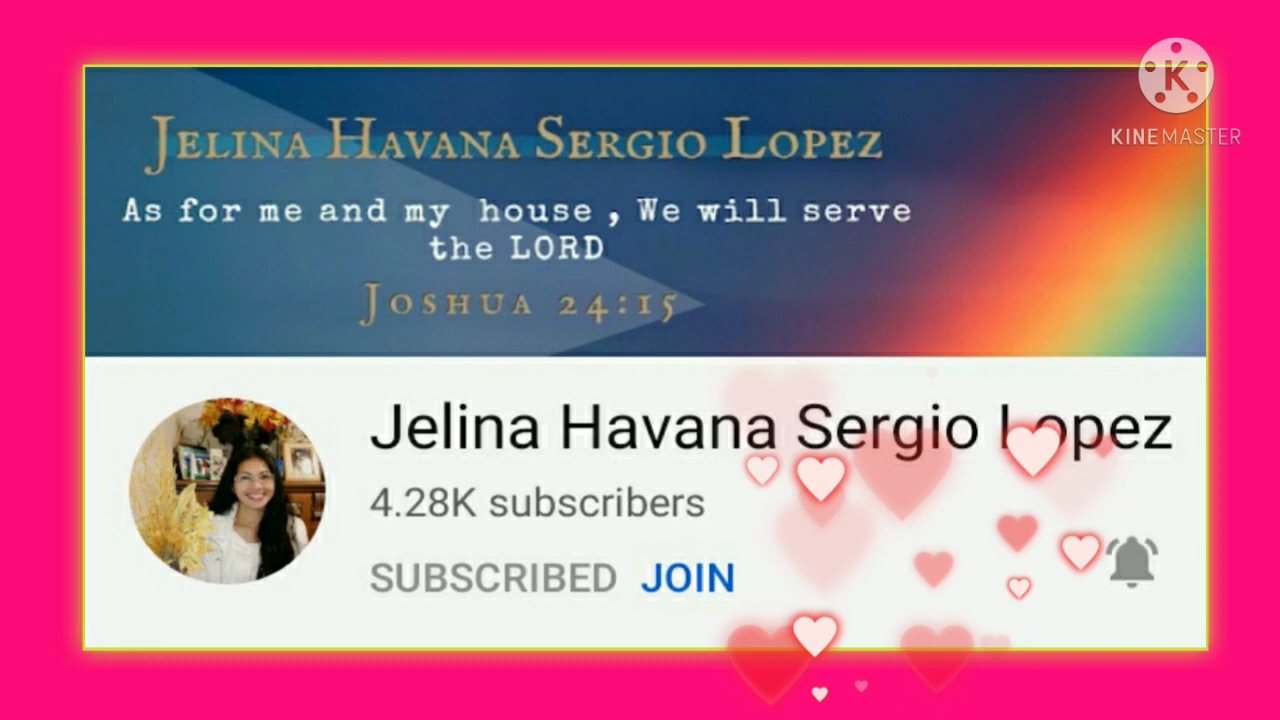 Jelina Havana Sergio Lopez
As for me and my house , We will serve
the LORD
Joshua 24:15
Jelina Havana Sergio Lopez
4.28K subscribers
SUBSCRIBED JOIN
K
KINEMASTER